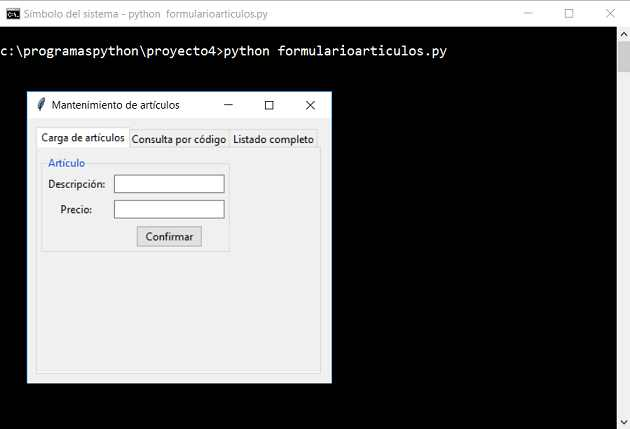 Símbolo del sistema - python formularioarticulos.py
c:\programaspython\proyecto4>python formularioarticulos.py
Mantenimiento de artículos
Carga de artículos Consulta por código Listado completo
Artículo
Descripción:
Precio:
Confirmar